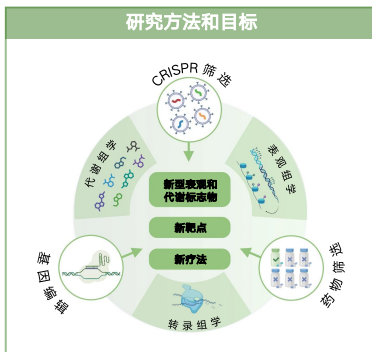 研究方法和目标
CRISPR 筛选
代谢组学
表观组学
新型表观和
代谢标志物
新靶点
新疗法
基因编辑
药物筛选
转录组学